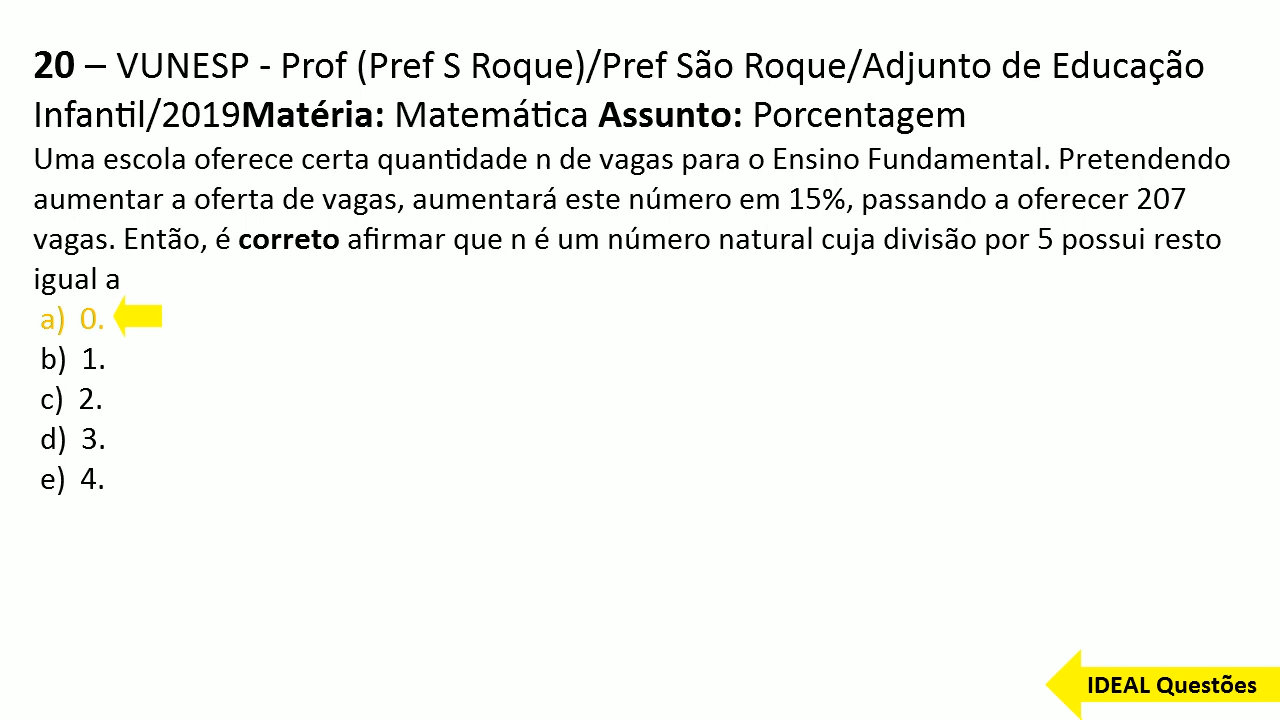 20 – VUNESP - Prof (Pref S Roque)/Pref São Roque/Adjunto de Educação
Infantil/2019Matéria: Matemática Assunto: Porcentagem
Uma escola oferece certa quantidade n de vagas para o Ensino Fundamental. Pretendendo
aumentar a oferta de vagas, aumentará este número em 15%, passando a oferecer 207
vagas. Então, é correto afirmar que n é um número natural cuja divisão por 5 possui resto
igual a
a) 0.
b) 1.
c) 2.
d) 3.
e) 4.
IDEAL Questões